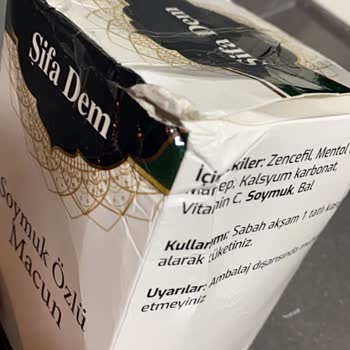 Şifa Dem
Şifa Dem
Soymuk Özlü
Macun
Zencefil, Mentol
Kalsyum karbonat,
Vitamin C, Soymuk, Bal
Kullanımı: Sabah akşam 1 tatlı
alarak tüketiniz.
Uyarılar: Ambalaj dışarısında
etmeyiniz